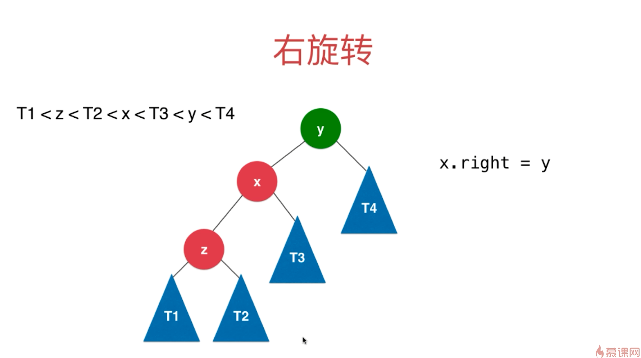 右旋转
T1 < z < T2 < x < T3 < y < T4
y
x.right = y
x
T4
z
T3
T1
T2
慕课网